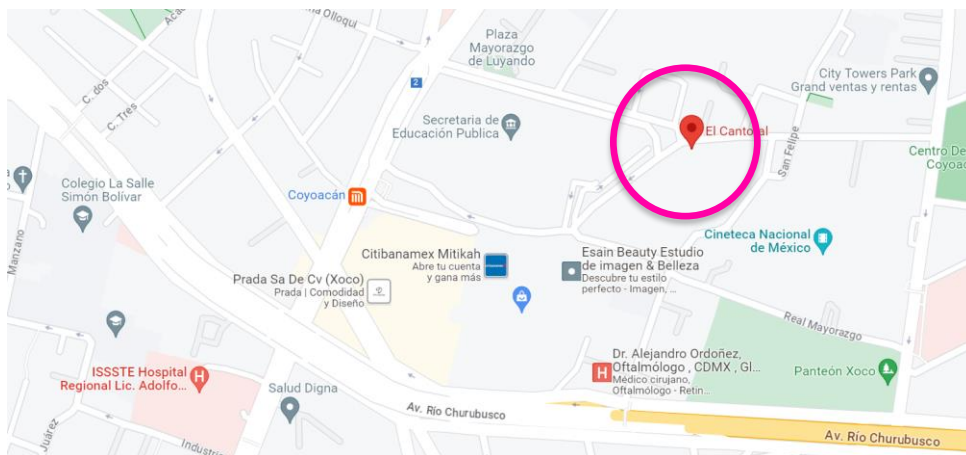 Olloqui
Plaza
Mayorazgo
de Luyando
2
City Towers Park
Grand ventas y rentas
C. dos
C. Tres
Secretaria de
Educación Publica
El Cantoral
San Felipe
Centro De
Colegio La Salle
Simón Bolívar
Coyoacán
Manzano
Cineteca Nacional
de México
Citibanamex Mitikah
Abre tu cuenta
y gana más
Esain Beauty Estudio
de imagen & Belleza
Descubre tu estilo
perfecto - Imagen, ...
Prada Sa De Cv (Xoco)
Prada | Comodidad
y Diseño
Real Mayorazgo
ISSSTE Hospital
Regional Lic. Adolfo...
H
Dr. Alejandro Ordoñez,
Oftalmólogo , CDMX , Gl...
Médico cirujano,
Oftalmólogo - Retin...
H
Panteón Xoco
Salud Digna
Av. Río Churubusco
Av. Río Churubusco
Juárez